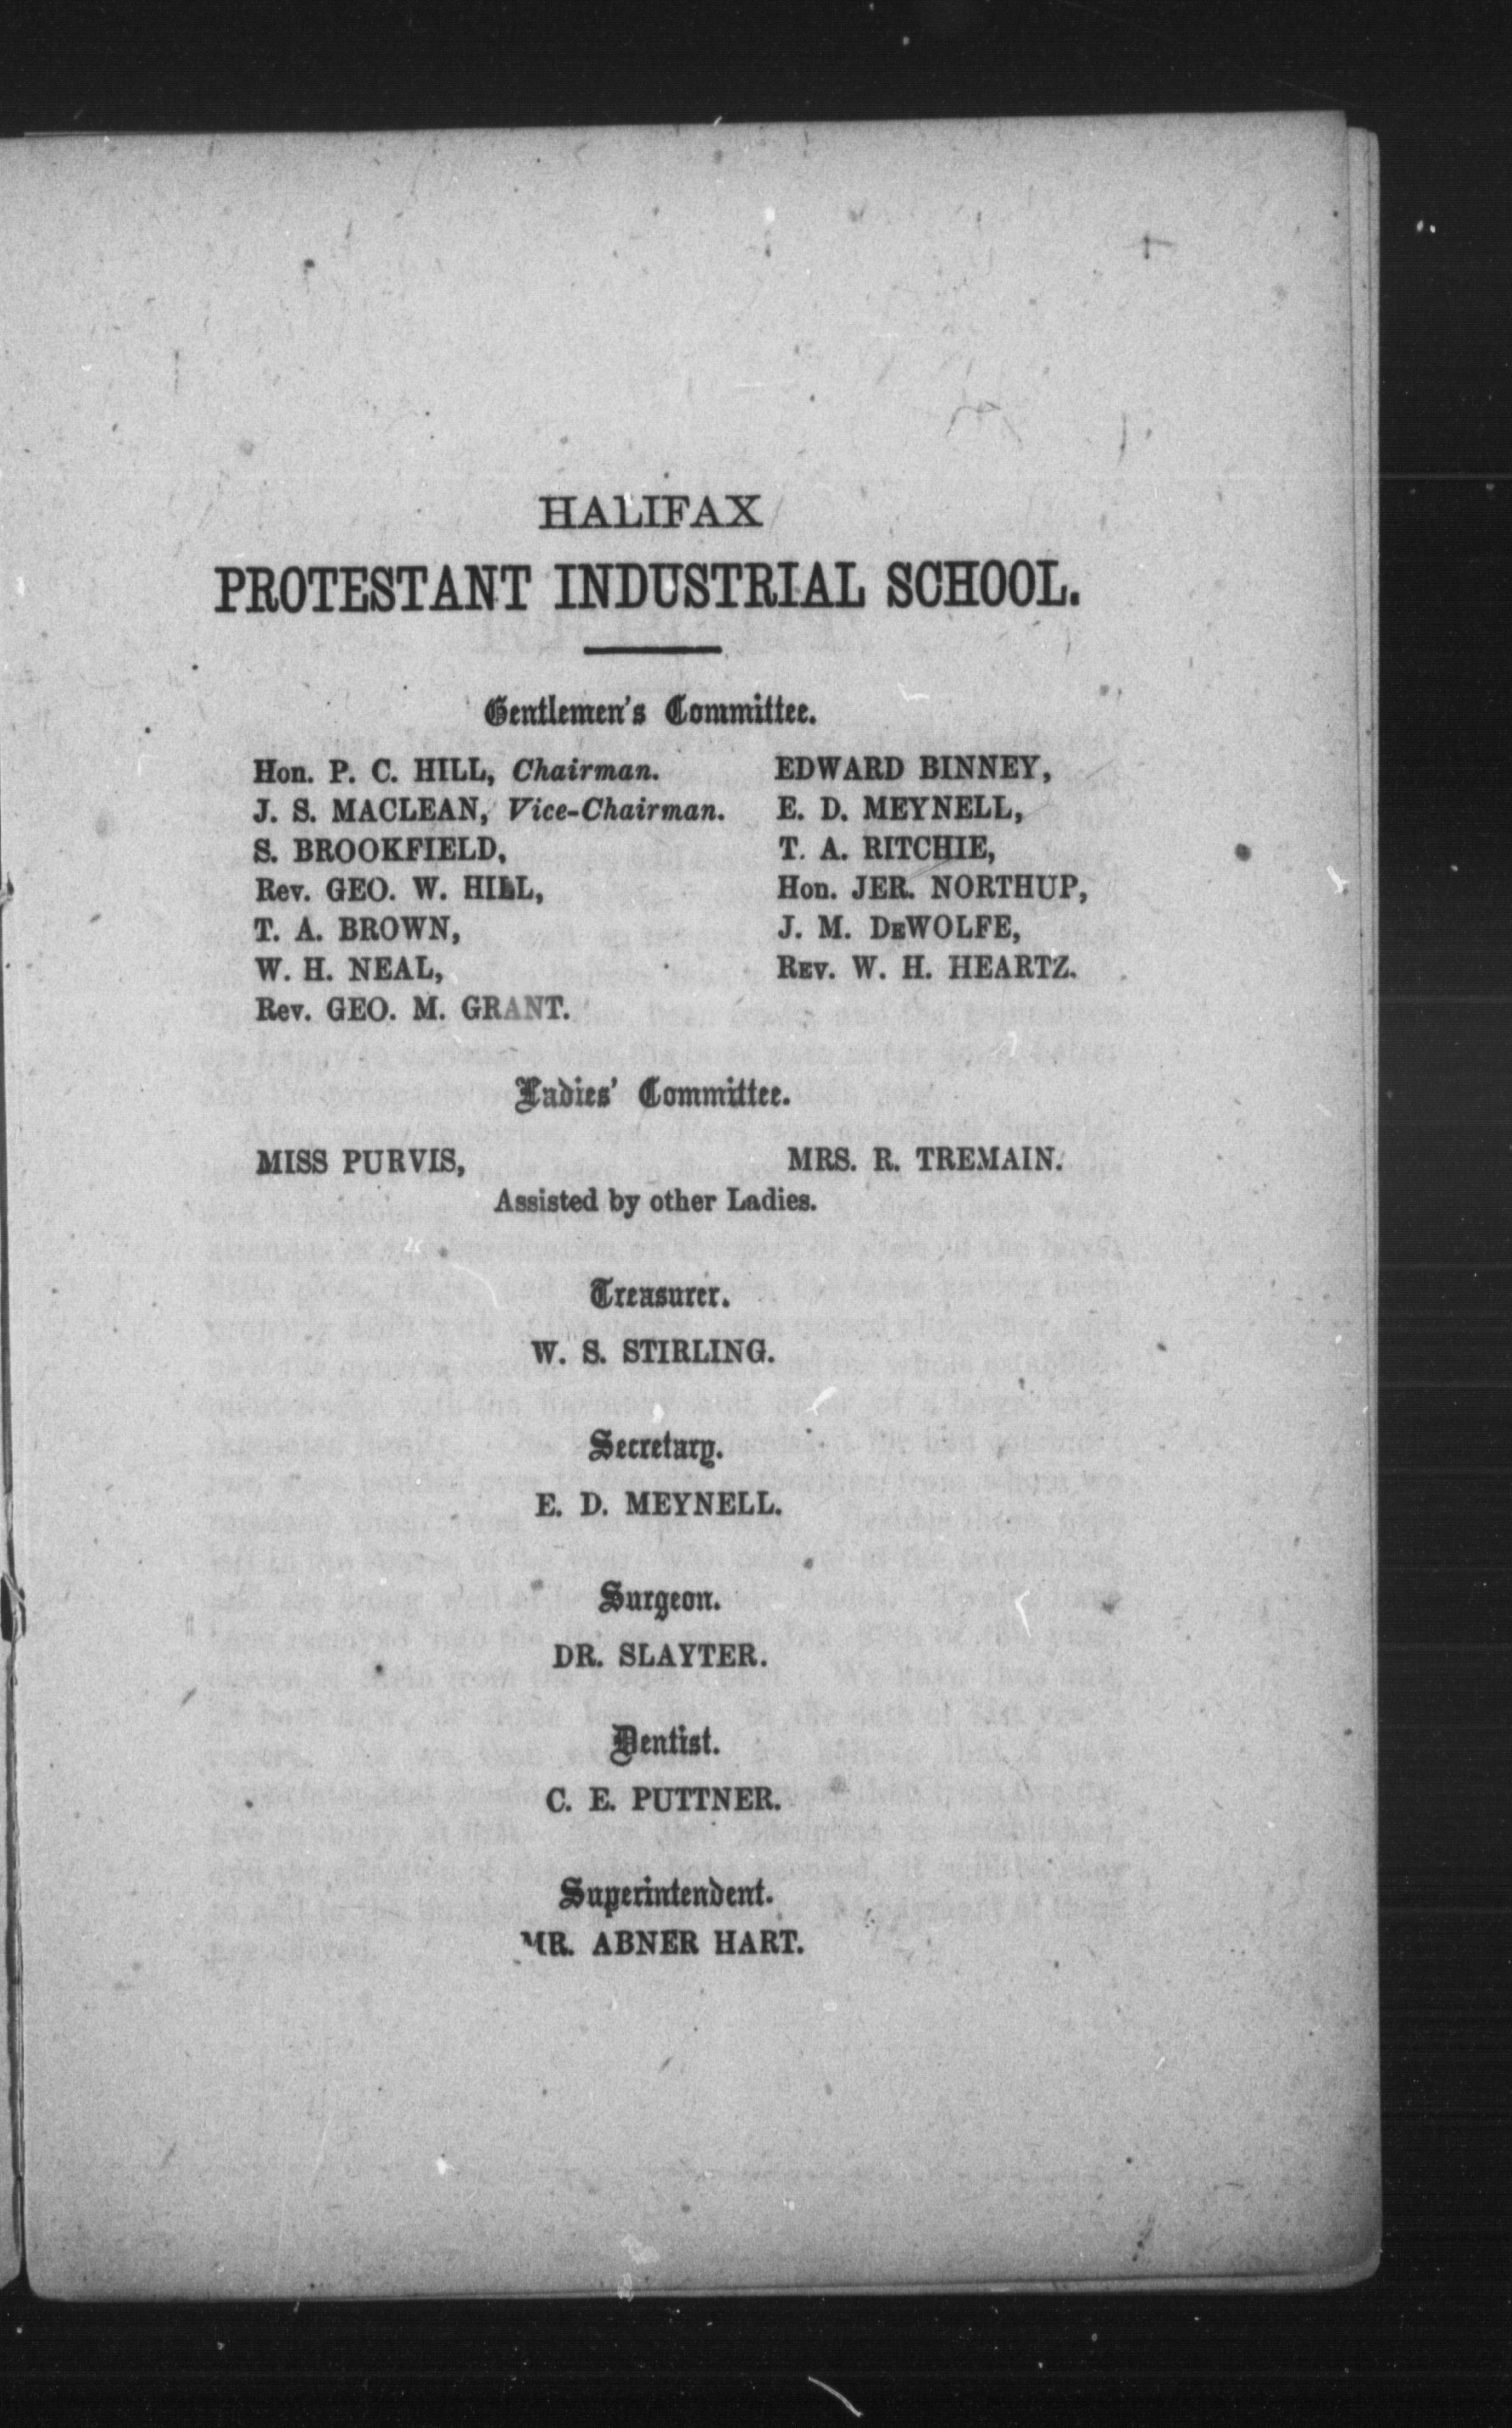 HALIFAX
PROTESTANT INDUSTRIAL SCHOOL.
Gentlemen's Committee.
Hon. P. C. HILL, Chairman.
J. S. MACLEAN, Vice-Chairman.
S. BROOKFIELD,
Rev. GEO. W. HILL,
T. A. BROWN,
W. H. NEAL,
Rev. GEO. M. GRANT.
EDWARD BINNEY,
E. D. MEYNELL,
T. A. RITCHIE,
Hon. JER. NORTHUP,
J. M. DeWOLFE,
Rev. W. H. HEARTZ.
Ladies' Committee.
MISS PURVIS, MRS. R. TREMAIN.
Assisted by other Ladies.
Treasurer.
W. S. STIRLING.
Secretary.
E. D. MEYNELL.
Surgeon.
DR. SLAYTER.
Dentist.
C. E. PUTTNER.
Superintendent.
MR. ABNER HART.